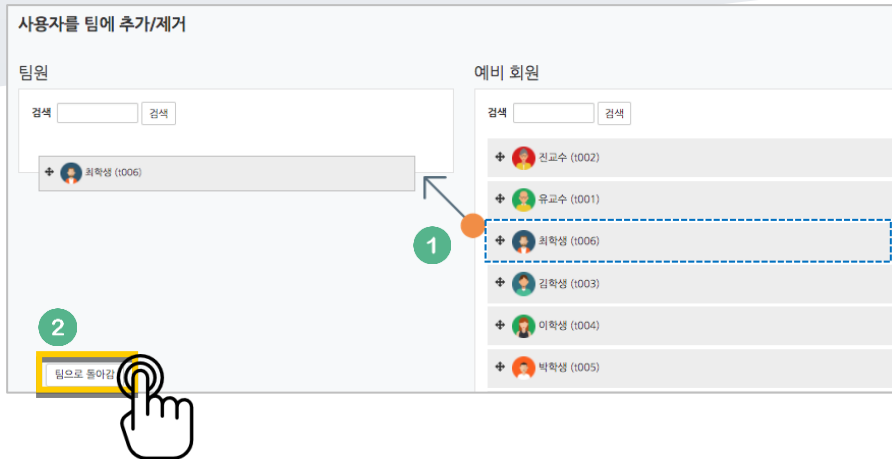 사용자를 팀에 추가/제거
팀원
검색 검색
최학생 (t006)
1
2
팀으로 돌아감
예비 회원
검색 검색
진교수 (t002)
유교수 (t001)
최학생 (t006)
김학생 (t003)
이학생 (t004)
박학생 (t005)